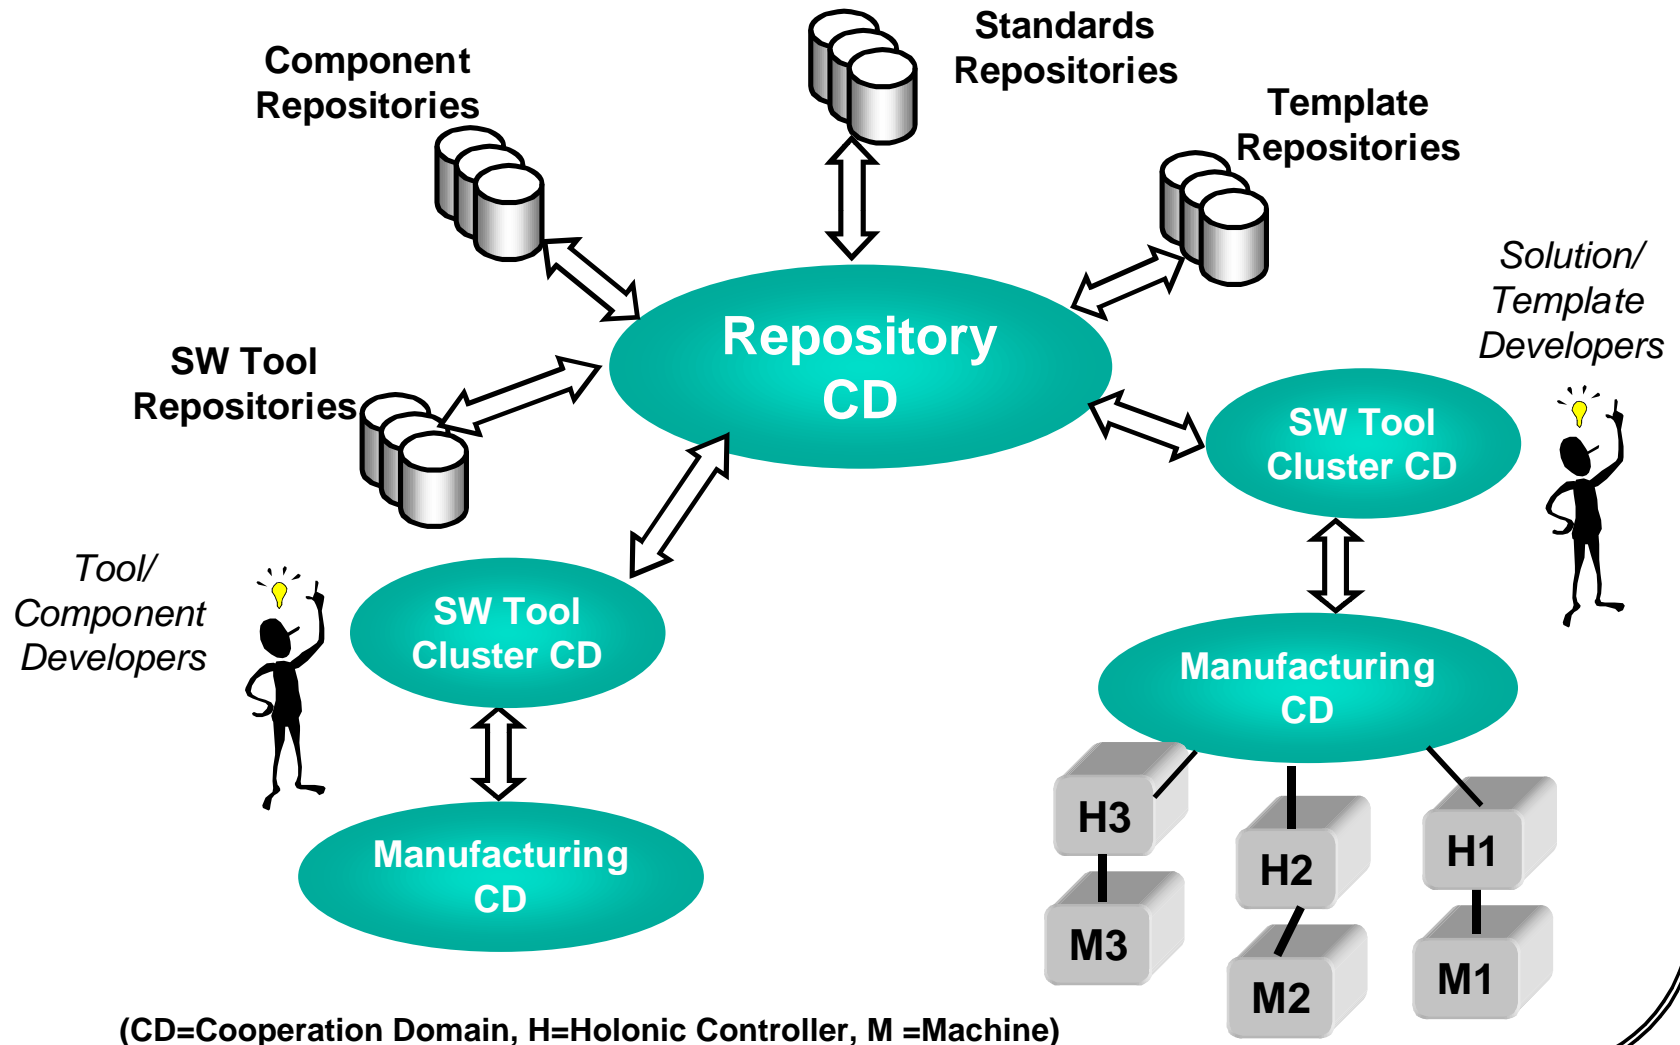 Component
Repositories
Standards
Repositories
Template
Repositories
Solution/
Template
Developers
SW Tool
Repositories
Repository
CD
SW Tool
Cluster CD
Tool/
Component
Developers
SW Tool
Cluster CD
Manufacturing
CD
Manufacturing
CD
H3
H2
H1
M3
M2
M1
(CD=Cooperation Domain, H=Holonic Controller, M =Machine)